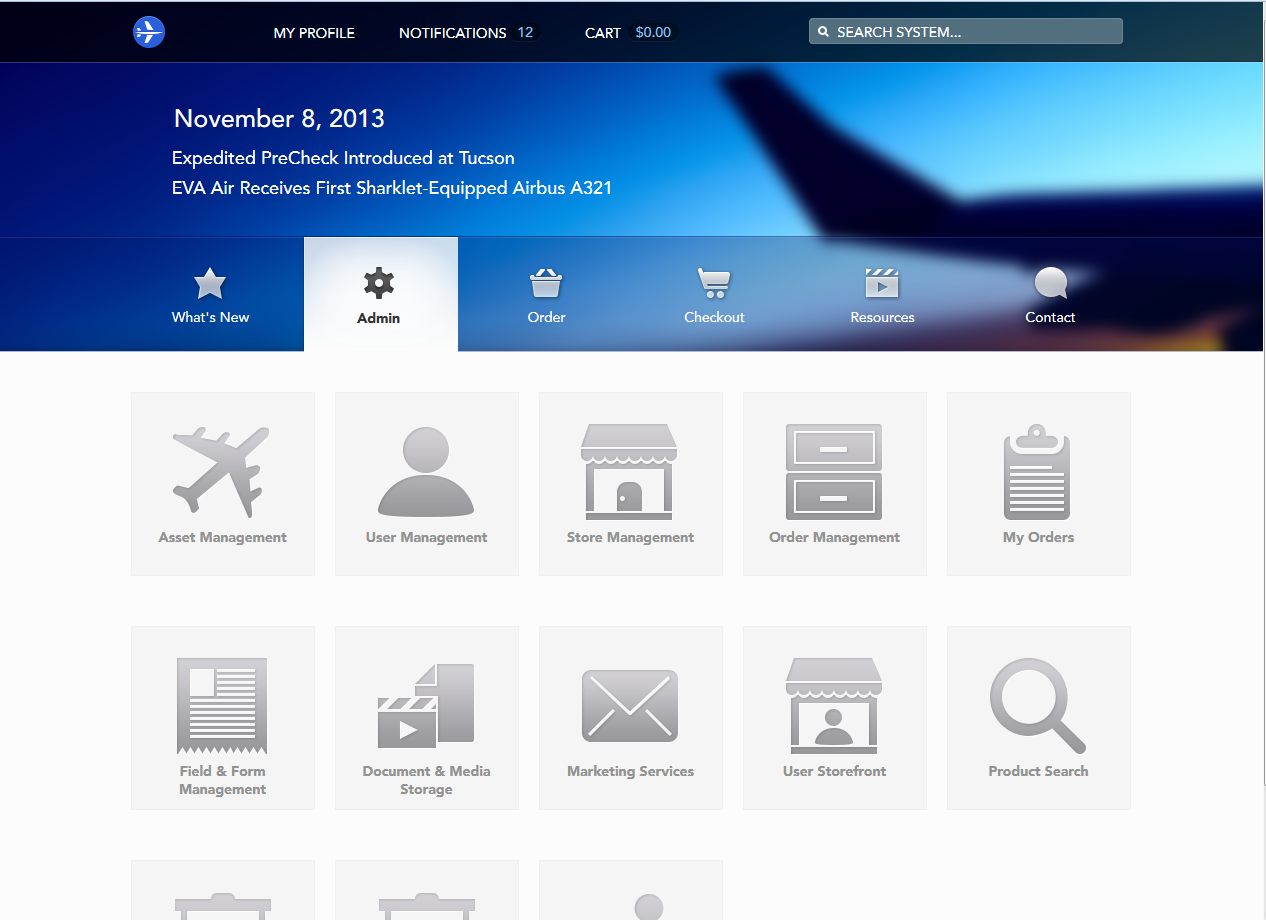 MY PROFILE NOTIFICATIONS 12 CART $0.00 SEARCH SYSTEM...
November 8, 2013
Expedited PreCheck Introduced at Tucson
EVA Air Receives First Sharklet-Equipped Airbus A321
What's New Admin Order Checkout Resources Contact
Asset Management User Management Store Management Order Management My Orders
Field & Form Document & Media Marketing Services User Storefront Product Search
Management Storage